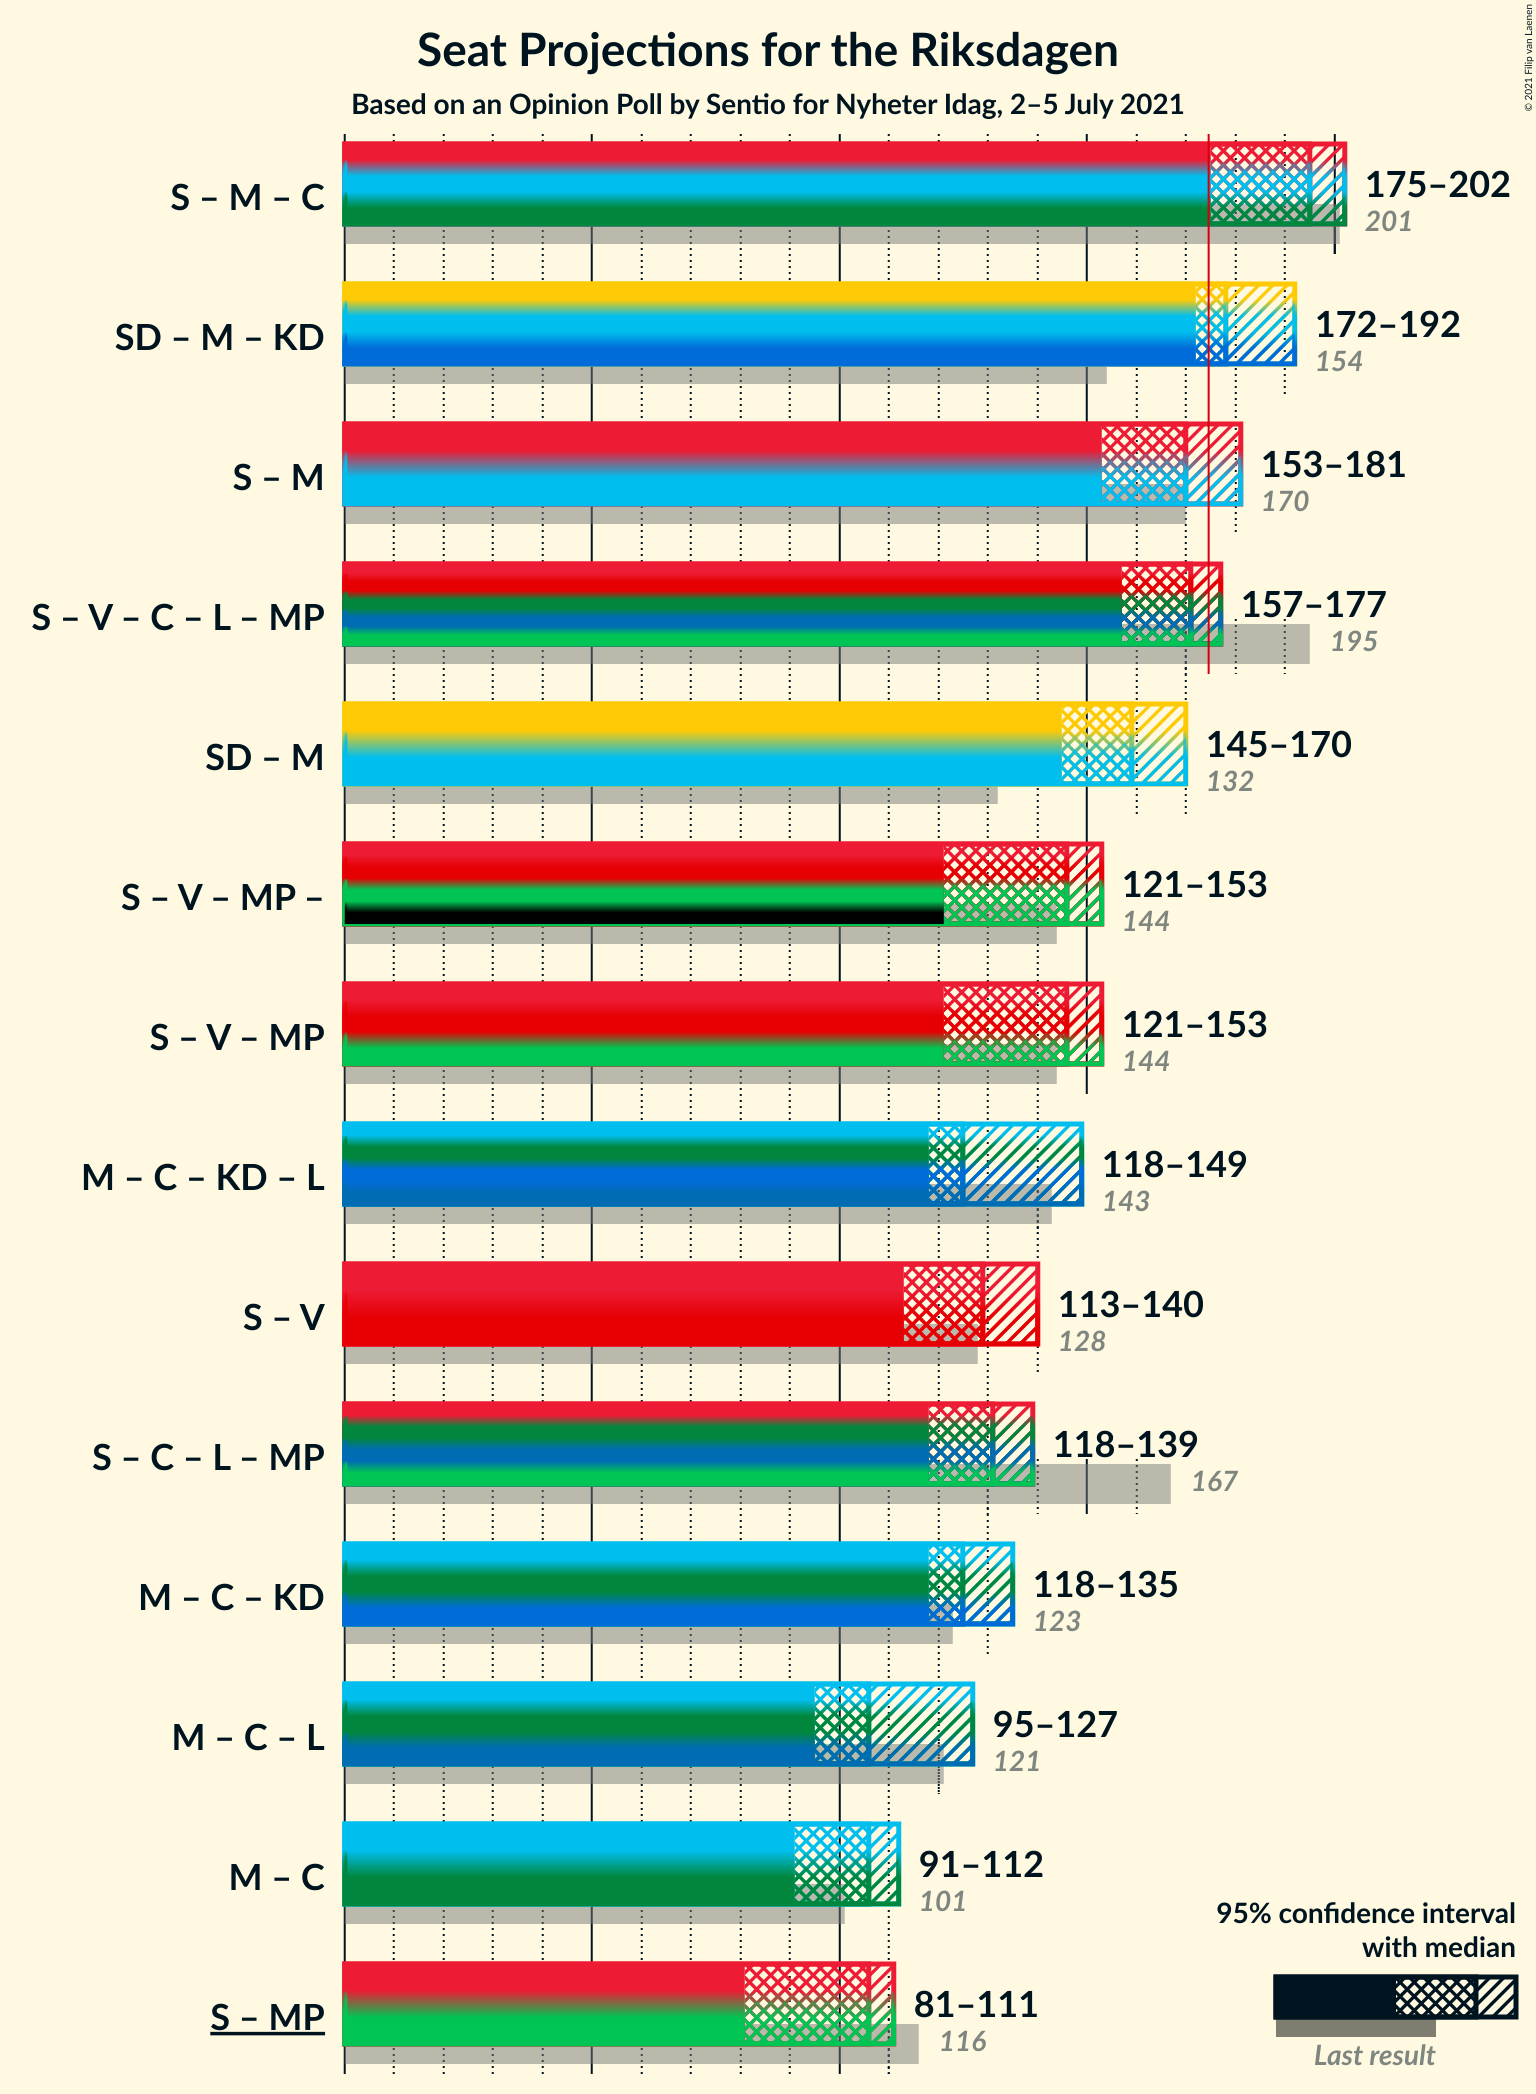 Seat Projections for the Riksdagen
Based on an Opinion Poll by Sentio for Nyheter Idag, 2–5 July 2021
© 2021 Filip van Laenen
S – M – C
175–202
201
SD – M – KD
172–192
154
S – M
153–181
170
S – V – C – L – MP
157–177
195
SD – M
145–170
132
S – V – MP –
121–153
144
S – V – MP
121–153
144
M – C – KD – L
118–149
143
S – V
113–140
128
S – C – L – MP
118–139
167
M – C – KD
118–135
123
M – C – L
95–127
121
M – C
91–112
101
S – MP
81–111
116
95% confidence interval
with median
Last result